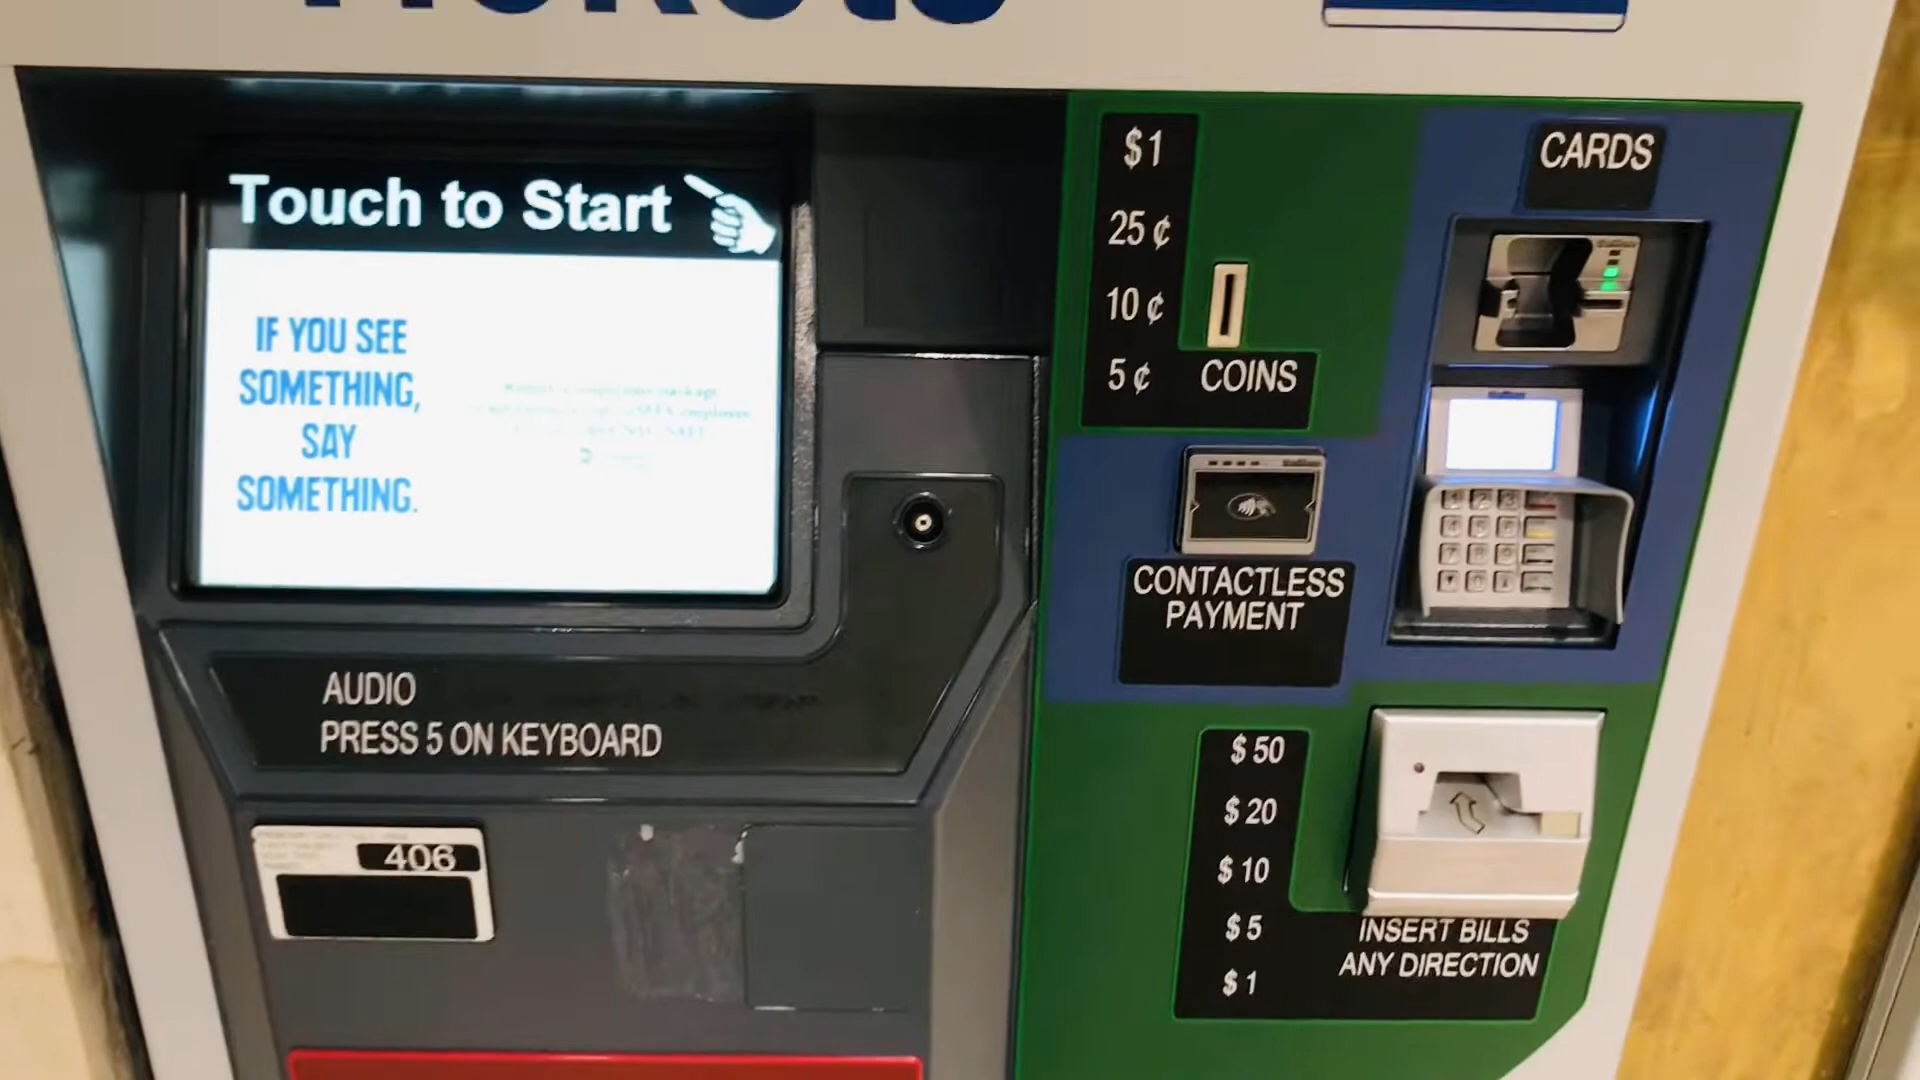 Tickets
Touch to Start
IF YOU SEE
SOMETHING,
SAY
SOMETHING.
AUDIO
PRESS 5 ON KEYBOARD
406
$1
25¢
10¢
5¢
COINS
CARDS
CONTACTLESS
PAYMENT
$50
$20
$10
$5
$1
INSERT BILLS
ANY DIRECTION